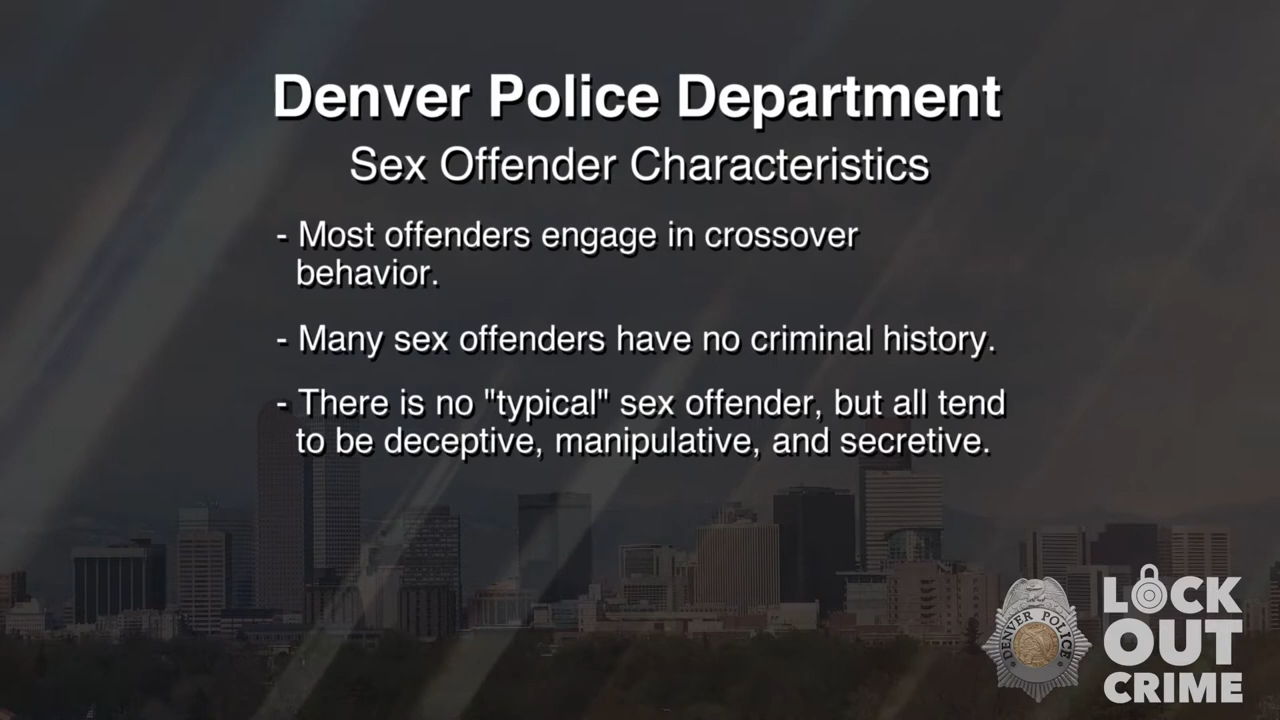 Denver Police Department
Sex Offender Characteristics
- Most offenders engage in crossover
behavior.
- Many sex offenders have no criminal history.
- There is no "typical" sex offender, but all tend
to be deceptive, manipulative, and secretive.
DENVER POLICE
LOCK
OUT
CRIME